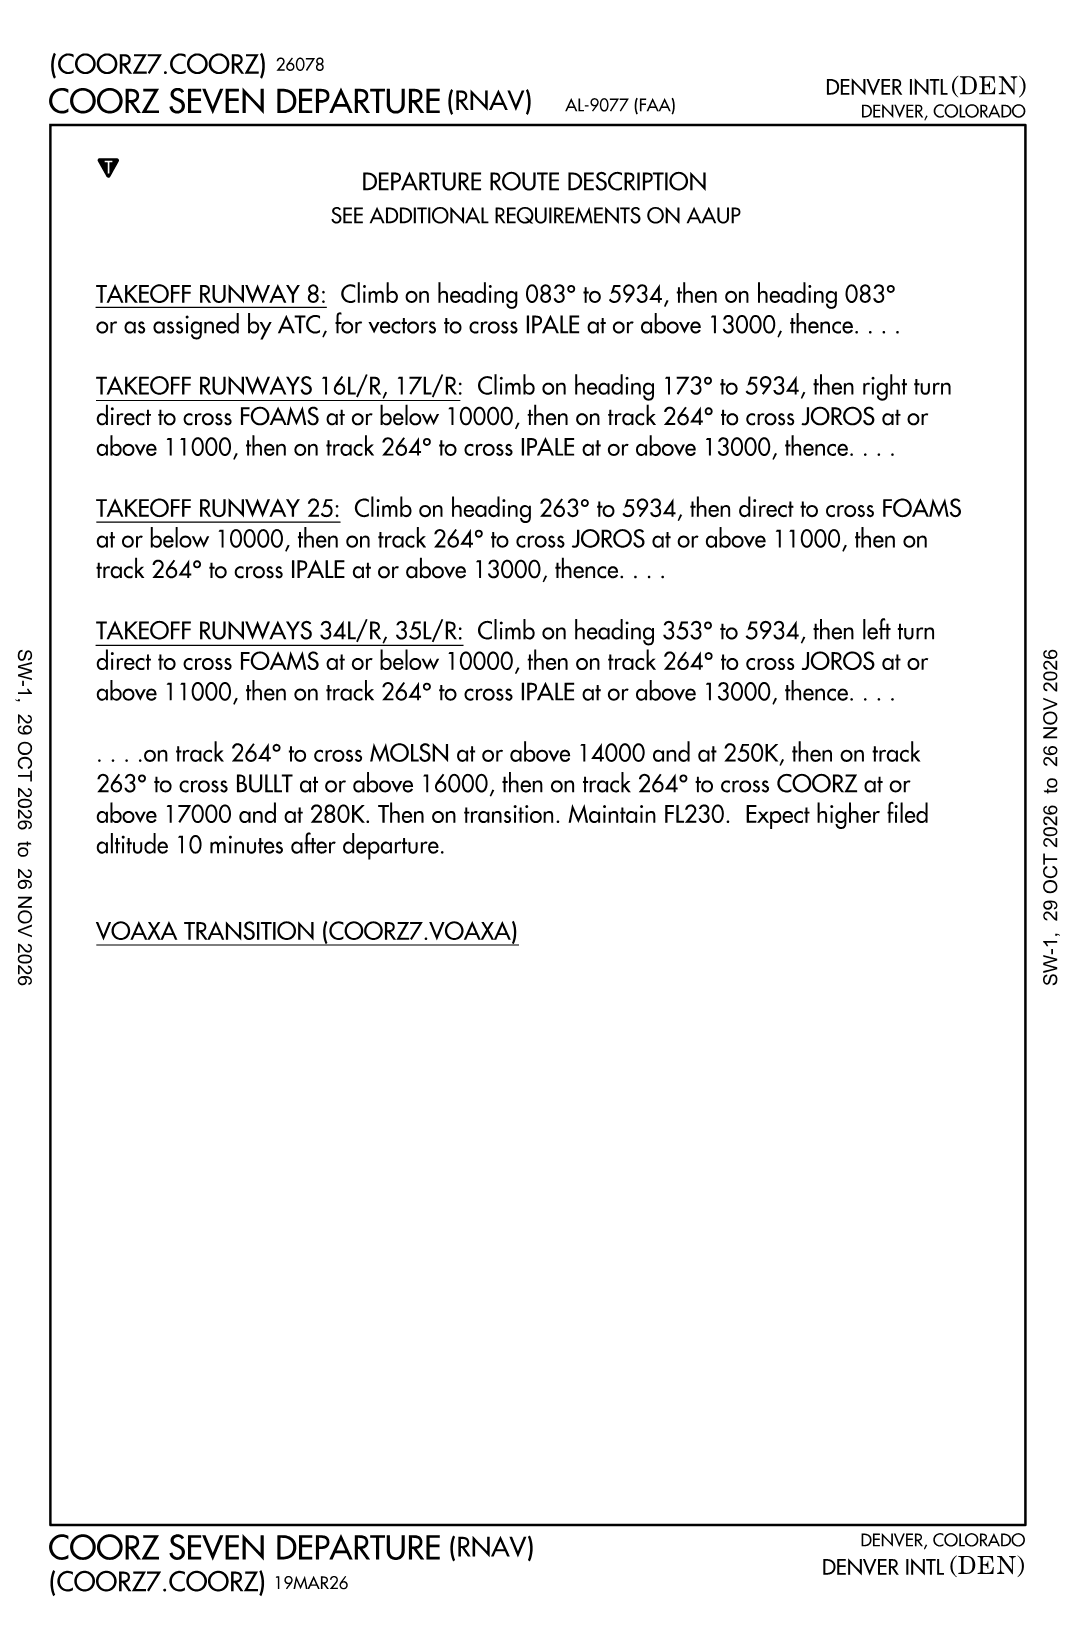 (COORZ7.COORZ) 26078
COORZ SEVEN DEPARTURE (RNAV) AL-9077 (FAA)
DENVER INTL (DEN)
DENVER, COLORADO
T
DEPARTURE ROUTE DESCRIPTION
SEE ADDITIONAL REQUIREMENTS ON AAUP
TAKEOFF RUNWAY 8: Climb on heading 083° to 5934, then on heading 083°
or as assigned by ATC, for vectors to cross IPALE at or above 13000, thence. . . .
TAKEOFF RUNWAYS 16L/R, 17L/R: Climb on heading 173° to 5934, then right turn
direct to cross FOAMS at or below 10000, then on track 264° to cross JOROS at or
above 11000, then on track 264° to cross IPALE at or above 13000, thence. . . .
TAKEOFF RUNWAY 25: Climb on heading 263° to 5934, then direct to cross FOAMS
at or below 10000, then on track 264° to cross JOROS at or above 11000, then on
track 264° to cross IPALE at or above 13000, thence. . . .
TAKEOFF RUNWAYS 34L/R, 35L/R: Climb on heading 353° to 5934, then left turn
direct to cross FOAMS at or below 10000, then on track 264° to cross JOROS at or
above 11000, then on track 264° to cross IPALE at or above 13000, thence. . . .
. . . .on track 264° to cross MOLSN at or above 14000 and at 250K, then on track
263° to cross BULLT at or above 16000, then on track 264° to cross COORZ at or
above 17000 and at 280K. Then on transition. Maintain FL230. Expect higher filed
altitude 10 minutes after departure.
VOAXA TRANSITION (COORZ7.VOAXA)
SW-1, 29 OCT 2026 to 26 NOV 2026
SW-1, 29 OCT 2026 to 26 NOV 2026
COORZ SEVEN DEPARTURE (RNAV)
(COORZ7.COORZ) 19MAR26
DENVER, COLORADO
DENVER INTL (DEN)